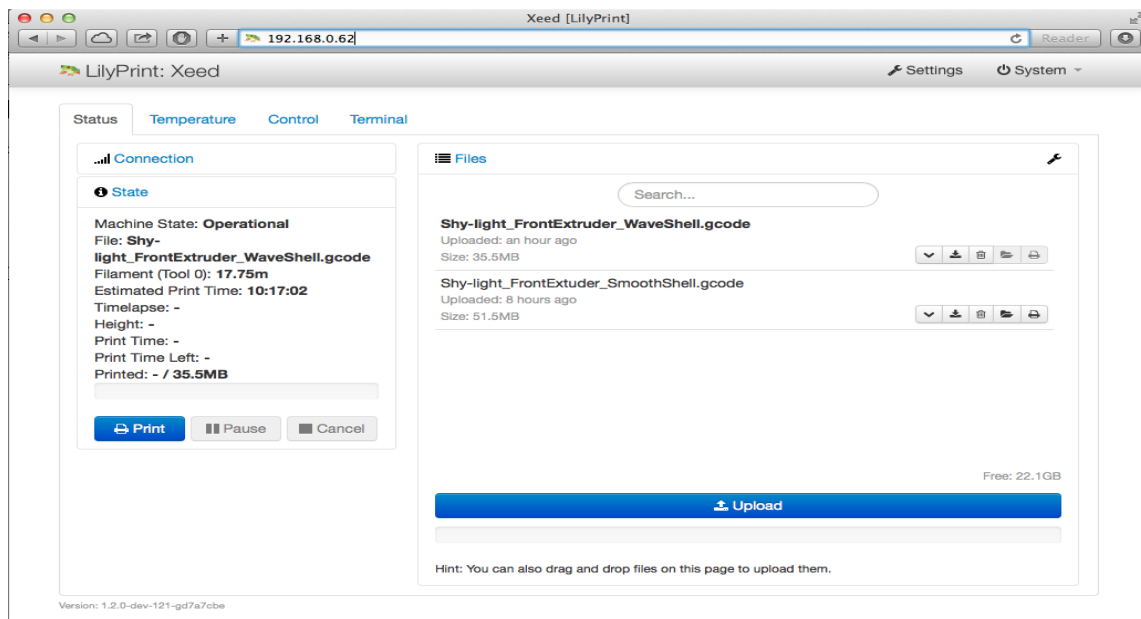 Xeed [LilyPrint]
192.168.0.62
Reader
LilyPrint: Xeed
Settings
System
Status
Temperature
Control
Terminal
Connection
State
Machine State: Operational
File: Shy-
light_FrontExtruder_WaveShell.gcode
Filament (Tool 0): 17.75m
Estimated Print Time: 10:17:02
Timelapse: -
Height: -
Print Time: -
Print Time Left: -
Printed: - / 35.5MB
Print
Pause
Cancel
Files
Search...
Shy-light_FrontExtruder_WaveShell.gcode
Uploaded: an hour ago
Size: 35.5MB
Shy-light_FrontExtuder_SmoothShell.gcode
Uploaded: 8 hours ago
Size: 51.5MB
Free: 22.1GB
Upload
Hint: You can also drag and drop files on this page to upload them.
Version: 1.2.0-dev-121-gd7a7cbe